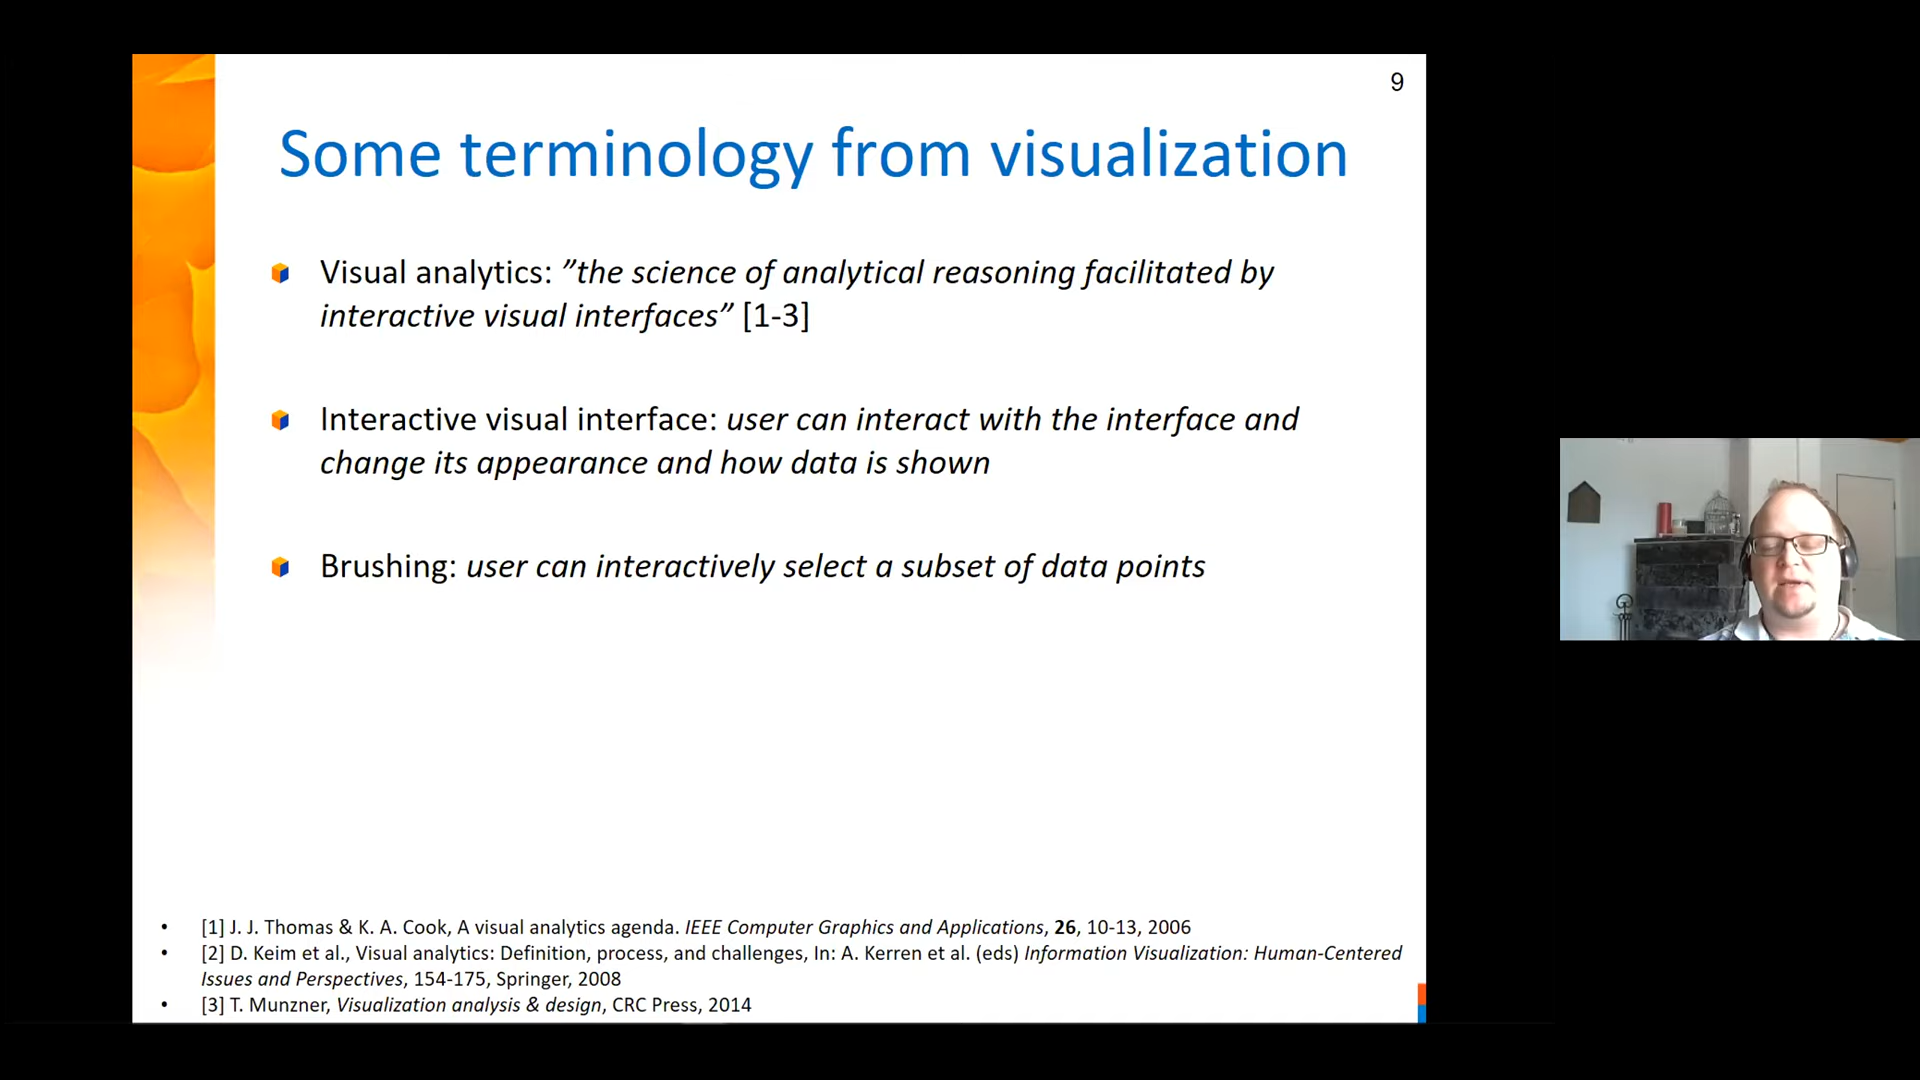 9
Some terminology from visualization
Visual analytics: ”the science of analytical reasoning facilitated by
interactive visual interfaces” [1-3]
Interactive visual interface: user can interact with the interface and
change its appearance and how data is shown
Brushing: user can interactively select a subset of data points
• [1] J. J. Thomas & K. A. Cook, A visual analytics agenda. IEEE Computer Graphics and Applications, 26, 10-13, 2006
• [2] D. Keim et al., Visual analytics: Definition, process, and challenges, In: A. Kerren et al. (eds) Information Visualization: Human-Centered
Issues and Perspectives, 154-175, Springer, 2008
• [3] T. Munzner, Visualization analysis & design, CRC Press, 2014